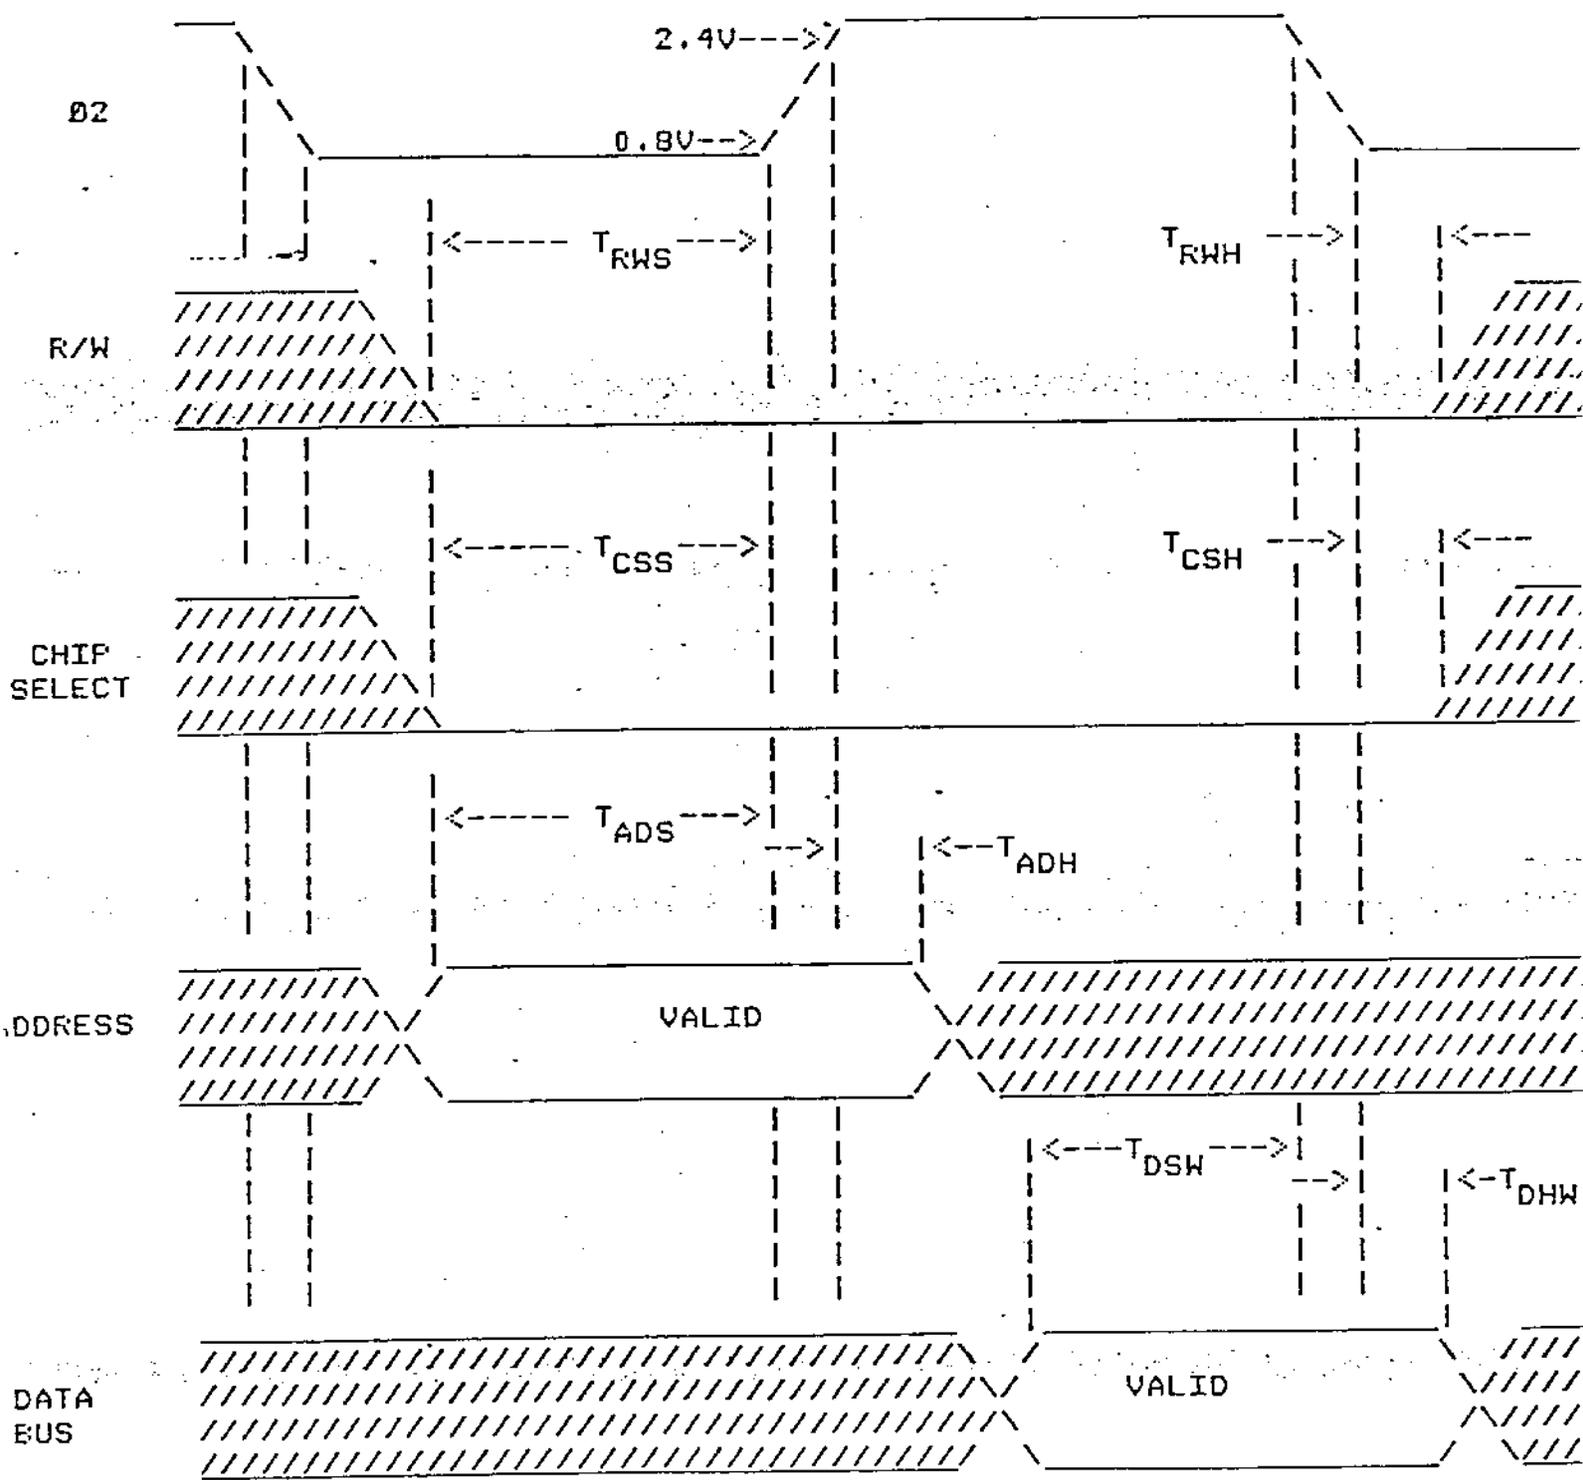 2.4V--->
Ø2
0.8V-->
<----- TRWS--->
TRWH --->
<---
R/W
<----- TCSS--->
TCSH --->
<---
CHIP
SELECT
<----- TADS--->
-->
<--TADH
DDRESS
VALID
<---TDSW--->
-->
<-TDHW
DATA
BUS
VALID